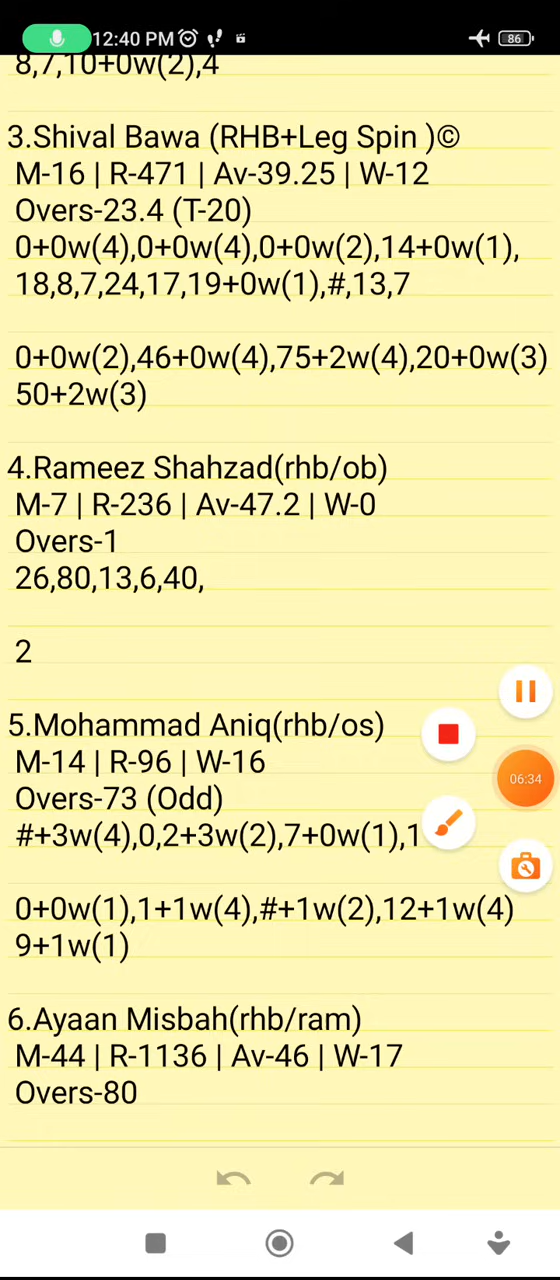 12:40 PM
86
8,7,10+0w(2),4
3.Shival Bawa (RHB+Leg Spin )©
M-16 | R-471 | Av-39.25 | W-12
Overs-23.4 (T-20)
0+0w(4),0+0w(4),0+0w(2),14+0w(1),
18,8,7,24,17,19+0w(1),#,13,7
0+0w(2),46+0w(4),75+2w(4),20+0w(3)
50+2w(3)
4.Rameez Shahzad(rhb/ob)
M-7 | R-236 | Av-47.2 | W-0
Overs-1
26,80,13,6,40,
2
5.Mohammad Aniq(rhb/os)
M-14 | R-96 | W-16
Overs-73 (Odd)
#+3w(4),0,2+3w(2),7+0w(1),1
06:34
0+0w(1),1+1w(4),#+1w(2),12+1w(4)
9+1w(1)
6.Ayaan Misbah(rhb/ram)
M-44 | R-1136 | Av-46 | W-17
Overs-80